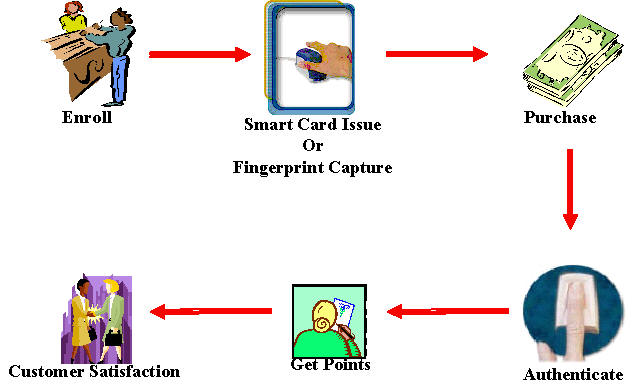 Enroll
Smart Card Issue
Or
Fingerprint Capture
Purchase
Authenticate
Get Points
Customer Satisfaction